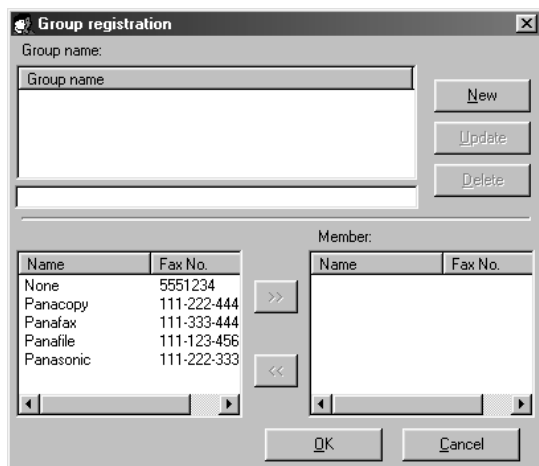 Group registration
Group name:
Group name
New
Update
Delete
Member:
Name Fax No.
None 5551234
Panacopy 111-222-444
Panafax 111-333-444
Panafile 111-123-456
Panasonic 111-222-333
>>
<<
Name Fax No.
OK Cancel